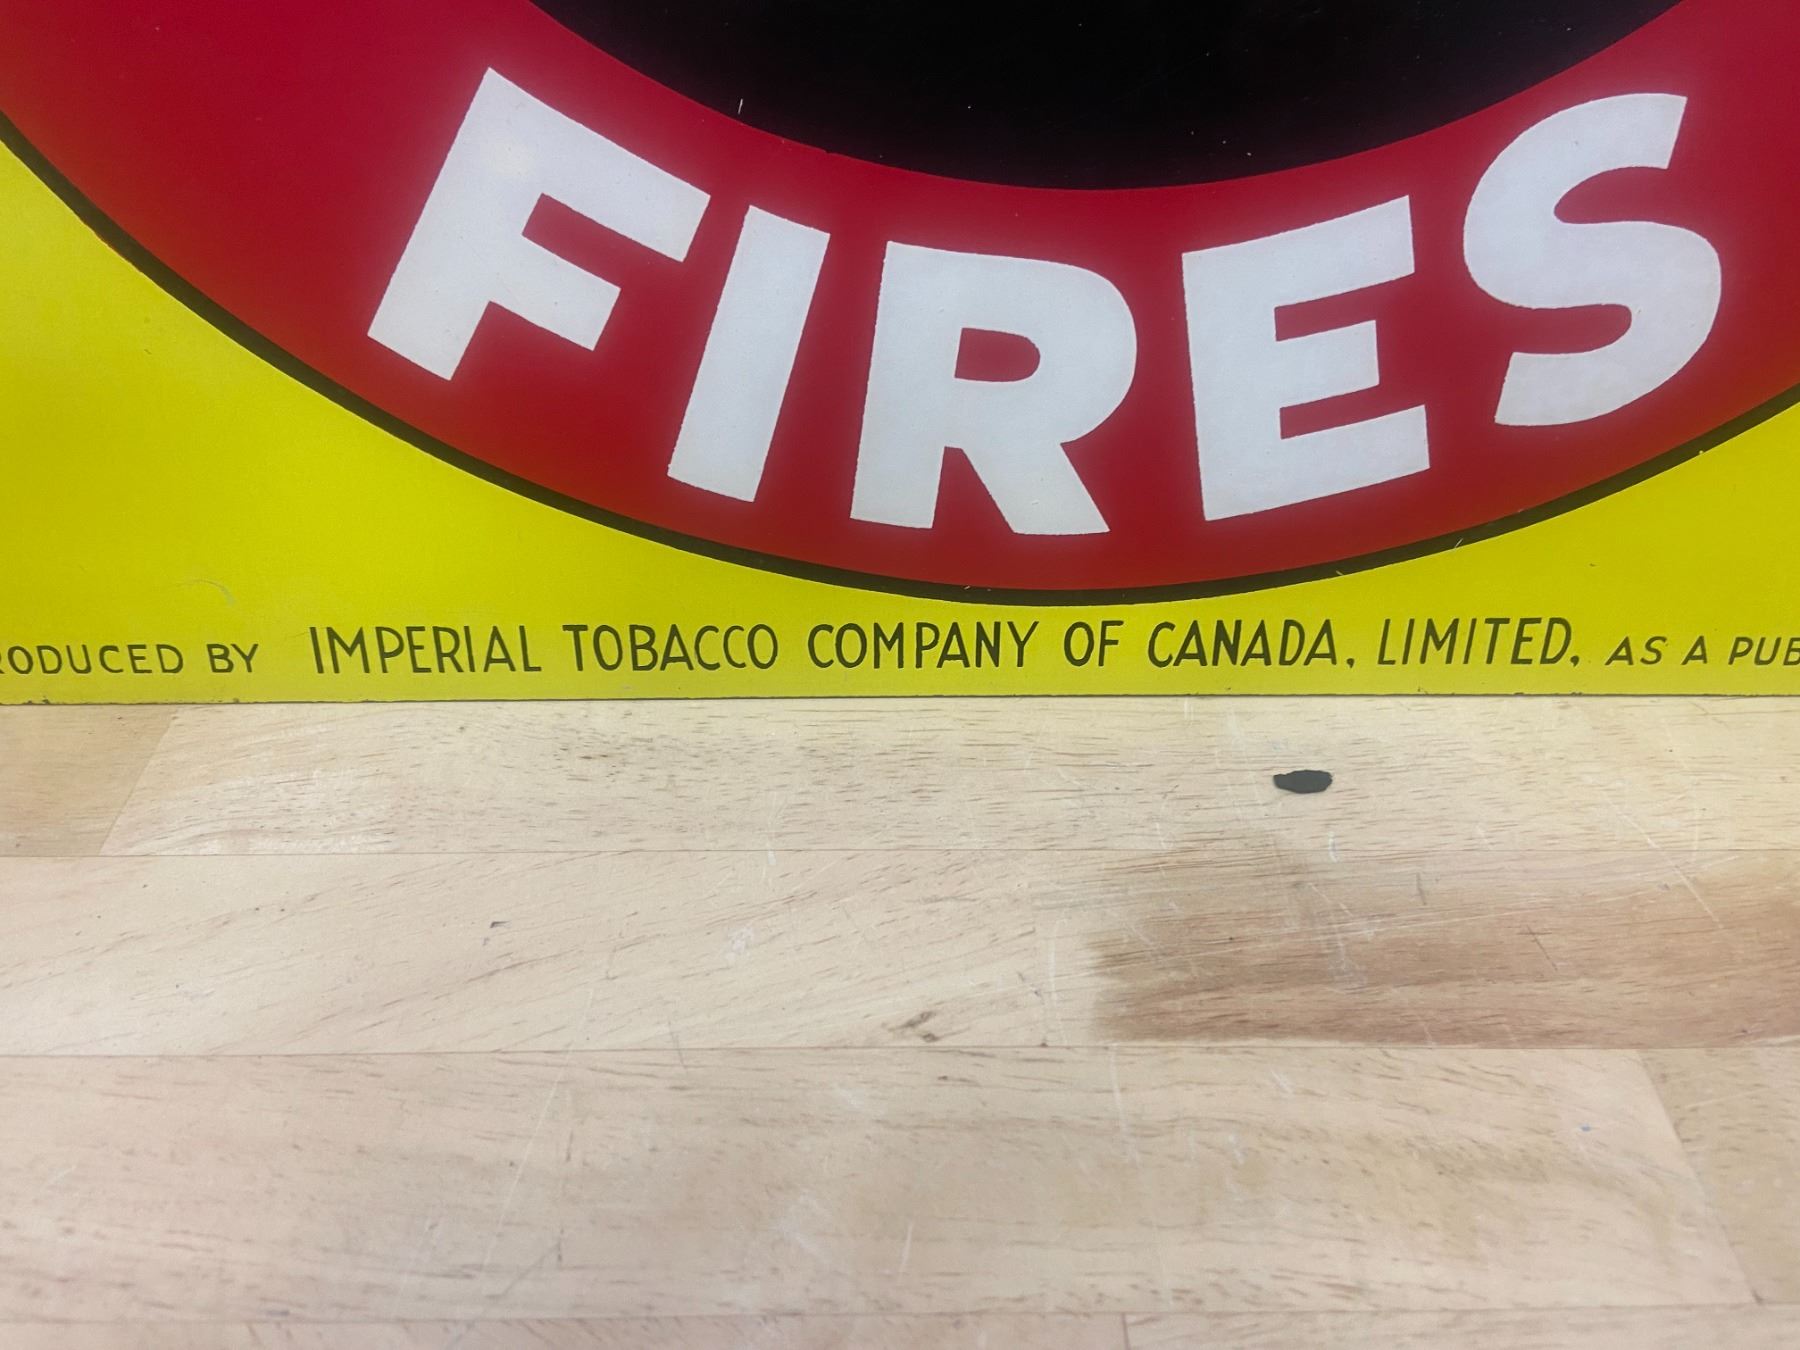 FIRES
RODUCED BY IMPERIAL TOBACCO COMPANY OF CANADA, LIMITED, AS A PUB